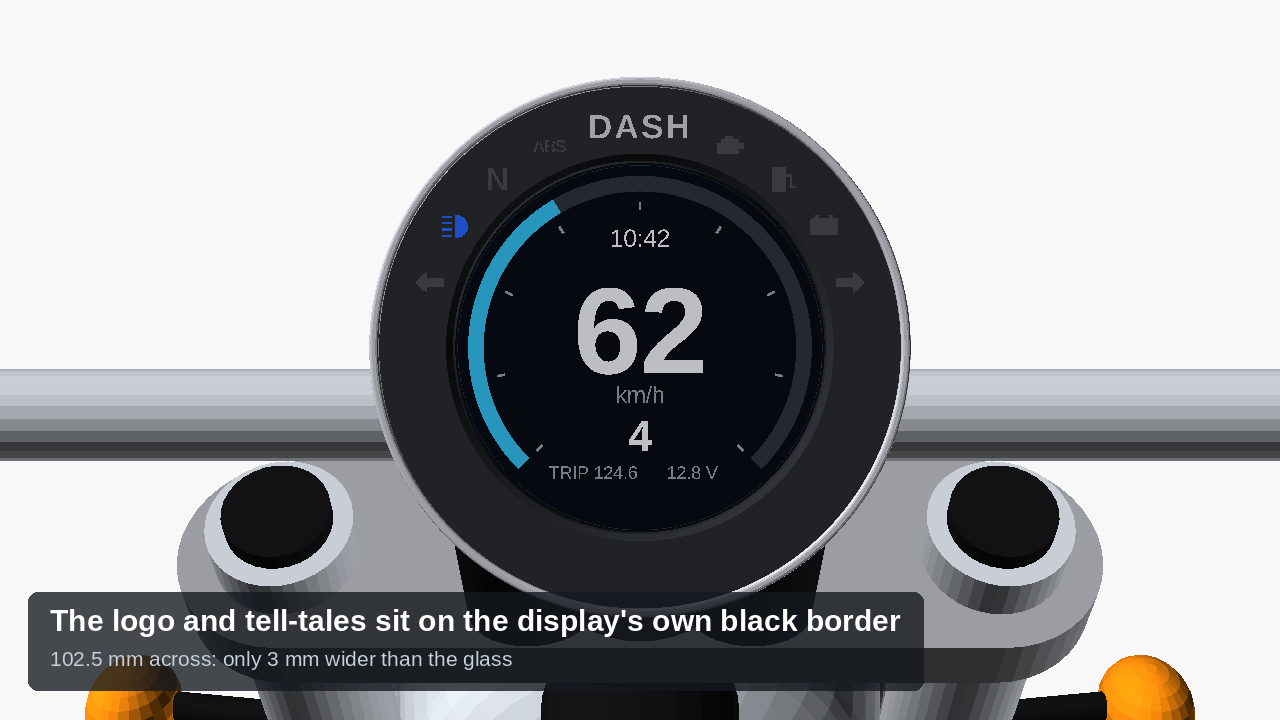 DASH
ABS
N
10:42
62
km/h
4
TRIP 124.6 12.8 V
The logo and tell-tales sit on the display's own black border
102.5 mm across: only 3 mm wider than the glass